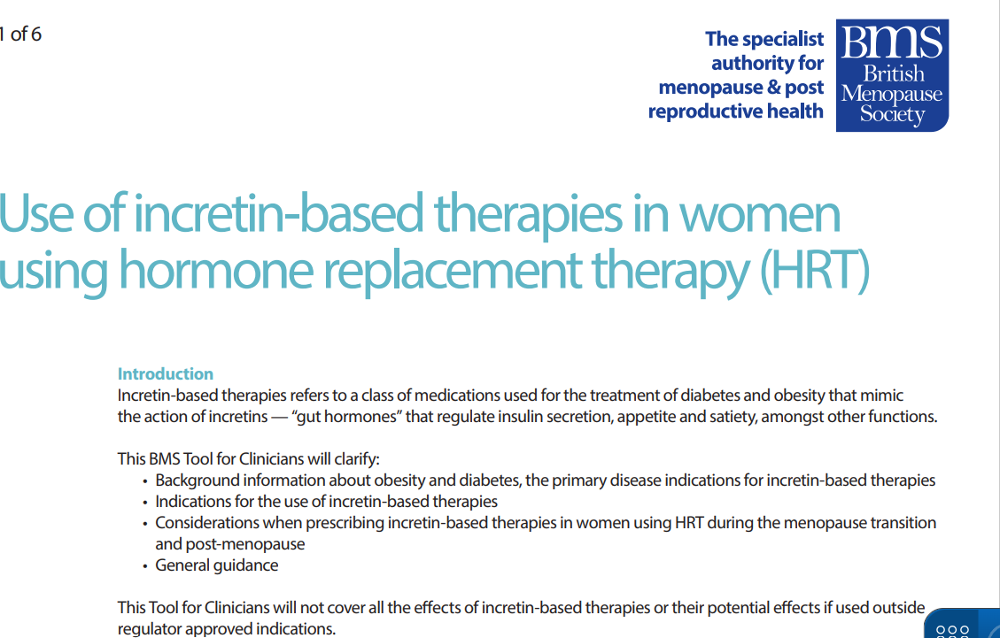 1 of 6
The specialist
authority for
menopause & post
reproductive health
BMS
British
Menopause
Society
Use of incretin-based therapies in women
using hormone replacement therapy (HRT)
Introduction
Incretin-based therapies refers to a class of medications used for the treatment of diabetes and obesity that mimic
the action of incretins — “gut hormones” that regulate insulin secretion, appetite and satiety, amongst other functions.
This BMS Tool for Clinicians will clarify:
• Background information about obesity and diabetes, the primary disease indications for incretin-based therapies
• Indications for the use of incretin-based therapies
• Considerations when prescribing incretin-based therapies in women using HRT during the menopause transition
and post-menopause
• General guidance
This Tool for Clinicians will not cover all the effects of incretin-based therapies or their potential effects if used outside
regulator approved indications.